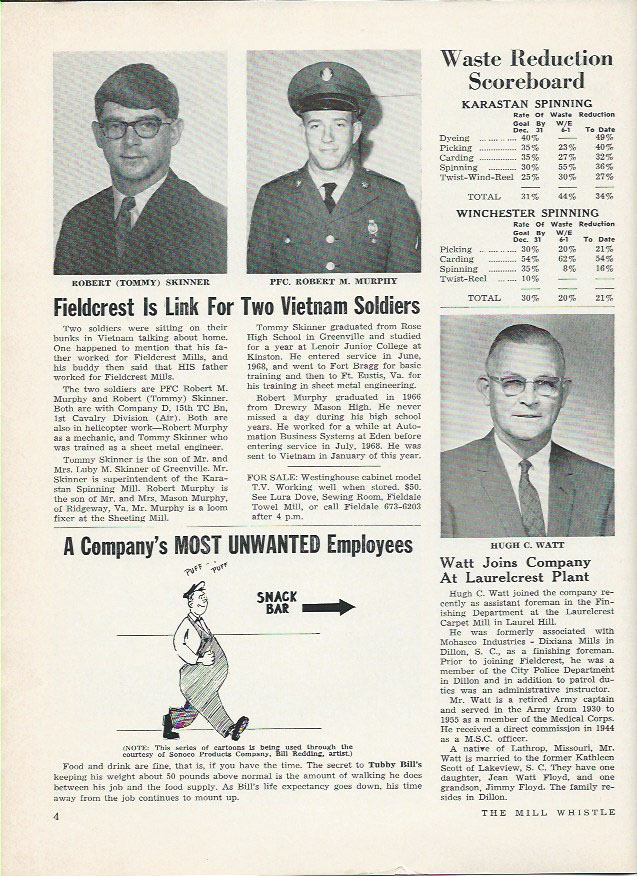 ROBERT (TOMMY) SKINNER
PFC. ROBERT M. MURPHY
Fieldcrest Is Link For Two Vietnam Soldiers
Two soldiers were sitting on their
bunks in Vietnam talking about home.
One happened to mention that his fa-
ther worked for Fieldcrest Mills, and
his buddy then said that HIS father
worked for Fieldcrest Mills.
The two soldiers are PFC Robert M.
Murphy and Robert (Tommy) Skinner.
Both are with Company D, 15th TC Bn,
1st Cavalry Division (Air). Both are
also in helicopter work—Robert Murphy
as a mechanic, and Tommy Skinner who
was trained as a sheet metal engineer.
Tommy Skinner is the son of Mr. and
Mrs. Luby M. Skinner of Greenville. Mr.
Skinner is superintendent of the Kara-
stan Spinning Mill. Robert Murphy is
the son of Mr. and Mrs. Mason Murphy,
of Ridgeway, Va. Mr. Murphy is a loom
fixer at the Sheeting Mill.
Tommy Skinner graduated from Rose
High School in Greenville and studied
for a year at Lenoir Junior College at
Kinston. He entered service in June,
1968, and went to Fort Bragg for basic
training and then to Ft. Eustis, Va. for
his training in sheet metal engineering.
Robert Murphy graduated in 1966
from Drewry Mason High. He never
missed a day during his high school
years. He worked for a while at Auto-
mation Business Systems at Eden before
entering service in July, 1968. He was
sent to Vietnam in January of this year.
FOR SALE: Westinghouse cabinet model
T.V. Working well when stored. $50.
See Lura Dove, Sewing Room, Fieldale
Towel Mill, or call Fieldale 673-6203
after 4 p.m.
A Company's MOST UNWANTED Employees
PUFF - - PUFF
SNACK
BAR
(NOTE: This series of cartoons is being used through the
courtesy of Sonoco Products Company, Bill Redding, artist.)
Food and drink are fine, that is, if you have the time. The secret to Tubby Bill's
keeping his weight about 50 pounds above normal is the amount of walking he does
between his job and the food supply. As Bill's life expectancy goes down, his time
away from the job continues to mount up.
4
Waste Reduction
Scoreboard
KARASTAN SPINNING
Rate Of Waste Reduction
Goal By W/E
Dec. 31 6-1 To Date
Dyeing ............ 40% —— 49%
Picking ............ 35% 23% 40%
Carding ............ 35% 27% 32%
Spinning ............ 30% 55% 36%
Twist-Wind-Reel 25% 30% 27%
TOTAL 31% 44% 34%
WINCHESTER SPINNING
Rate Of Waste Reduction
Goal By W/E
Dec. 31 6-1 To Date
Picking ............ 30% 20% 21%
Carding ............ 54% 62% 54%
Spinning ............ 35% 8% 16%
Twist-Reel ...... 10%
TOTAL 30% 20% 21%
HUGH C. WATT
Watt Joins Company
At Laurelcrest Plant
Hugh C. Watt joined the company re-
cently as assistant foreman in the Fin-
ishing Department at the Laurelcrest
Carpet Mill in Laurel Hill.
He was formerly associated with
Mohasco Industries - Dixiana Mills in
Dillon, S. C., as a finishing foreman.
Prior to joining Fieldcrest, he was a
member of the City Police Department
in Dillon and in addition to patrol du-
ties was an administrative instructor.
Mr. Watt is a retired Army captain
and served in the Army from 1930 to
1955 as a member of the Medical Corps.
He received a direct commission in 1944
as a M.S.C. officer.
A native of Lathrop, Missouri, Mr.
Watt is married to the former Kathleen
Scott of Lakeview, S. C. They have one
daughter, Jean Watt Floyd, and one
grandson, Jimmy Floyd. The family re-
sides in Dillon.
THE MILL WHISTLE